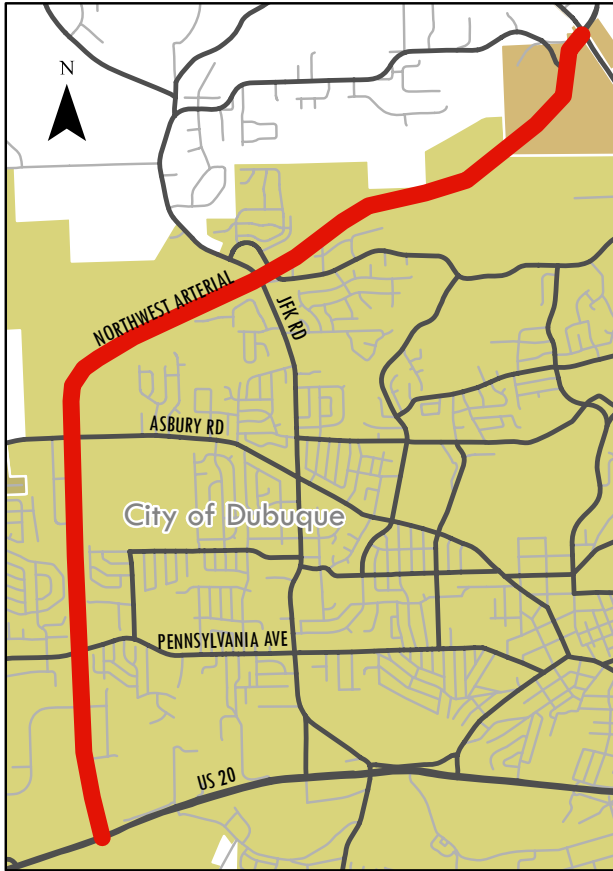 N
NORTHWEST ARTERIAL
JFK RD
ASBURY RD
City of Dubuque
PENNSYLVANIA AVE
US 20